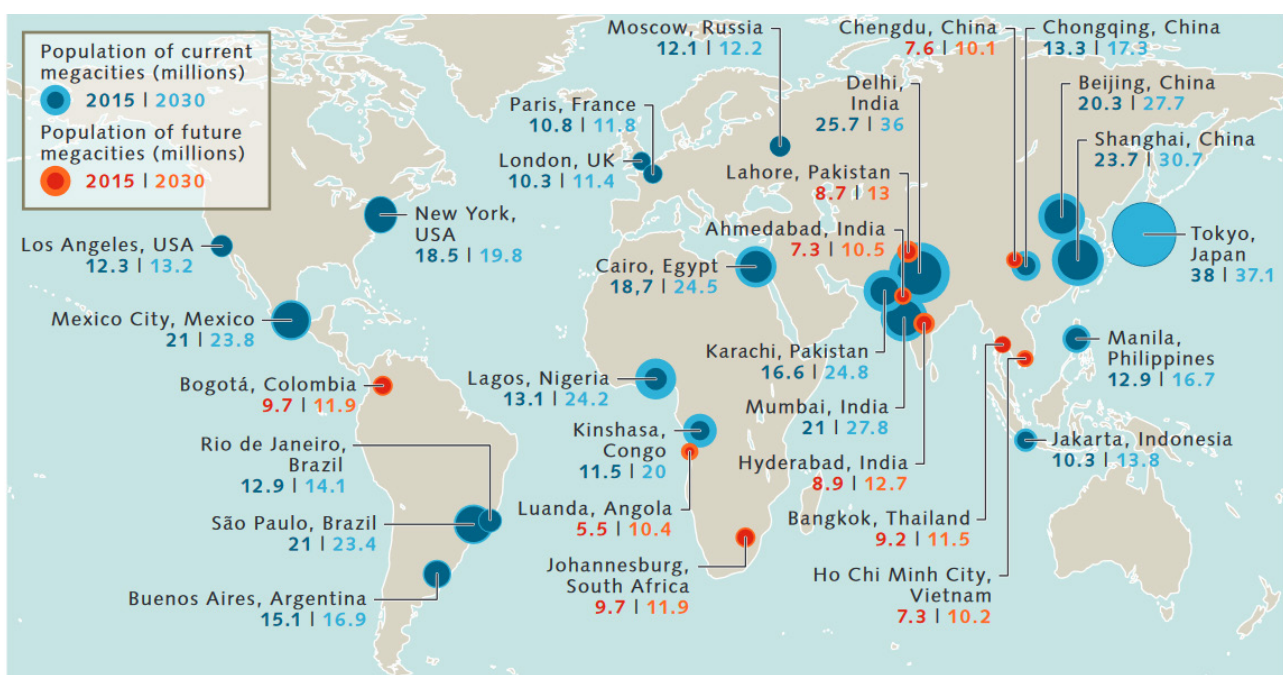 Population of current
megacities (millions)
2015 | 2030
Population of future
megacities (millions)
2015 | 2030
Moscow, Russia
12.1 | 12.2
Chengdu, China
7.6 | 10.1
Chongqing, China
13.3 | 17.3
Paris, France
10.8 | 11.8
Delhi,
India
25.7 | 36
Beijing, China
20.3 | 27.7
London, UK
10.3 | 11.4
Lahore, Pakistan
8.7 | 13
Shanghai, China
23.7 | 30.7
New York,
USA
18.5 | 19.8
Los Angeles, USA
12.3 | 13.2
Ahmedabad, India
7.3 | 10.5
Tokyo,
Japan
38 | 37.1
Cairo, Egypt
18,7 | 24.5
Mexico City, Mexico
21 | 23.8
Karachi, Pakistan
16.6 | 24.8
Manila,
Philippines
12.9 | 16.7
Bogotá, Colombia
9.7 | 11.9
Lagos, Nigeria
13.1 | 24.2
Mumbai, India
21 | 27.8
Rio de Janeiro,
Brazil
12.9 | 14.1
Kinshasa,
Congo
11.5 | 20
Jakarta, Indonesia
10.3 | 13.8
Hyderabad, India
8.9 | 12.7
São Paulo, Brazil
21 | 23.4
Luanda, Angola
5.5 | 10.4
Bangkok, Thailand
9.2 | 11.5
Johannesburg,
South Africa
9.7 | 11.9
Ho Chi Minh City,
Vietnam
7.3 | 10.2
Buenos Aires, Argentina
15.1 | 16.9